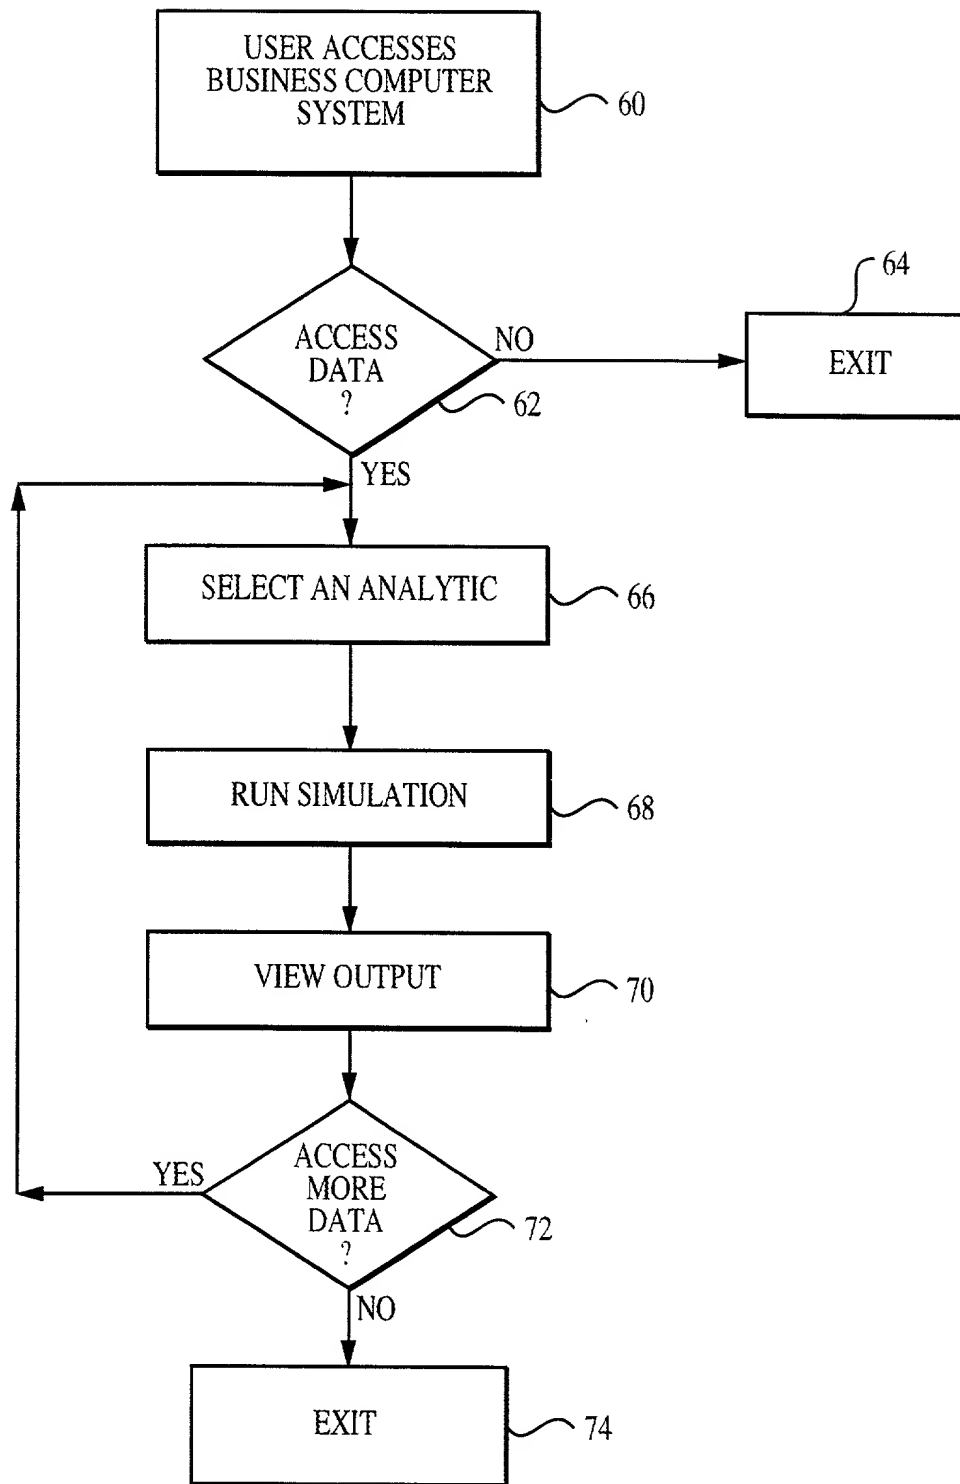 USER ACCESSES
BUSINESS COMPUTER
SYSTEM
60
64
ACCESS
DATA
?
NO
EXIT
62
YES
SELECT AN ANALYTIC
66
RUN SIMULATION
68
VIEW OUTPUT
70
YES
ACCESS
MORE
DATA
?
72
NO
EXIT
74